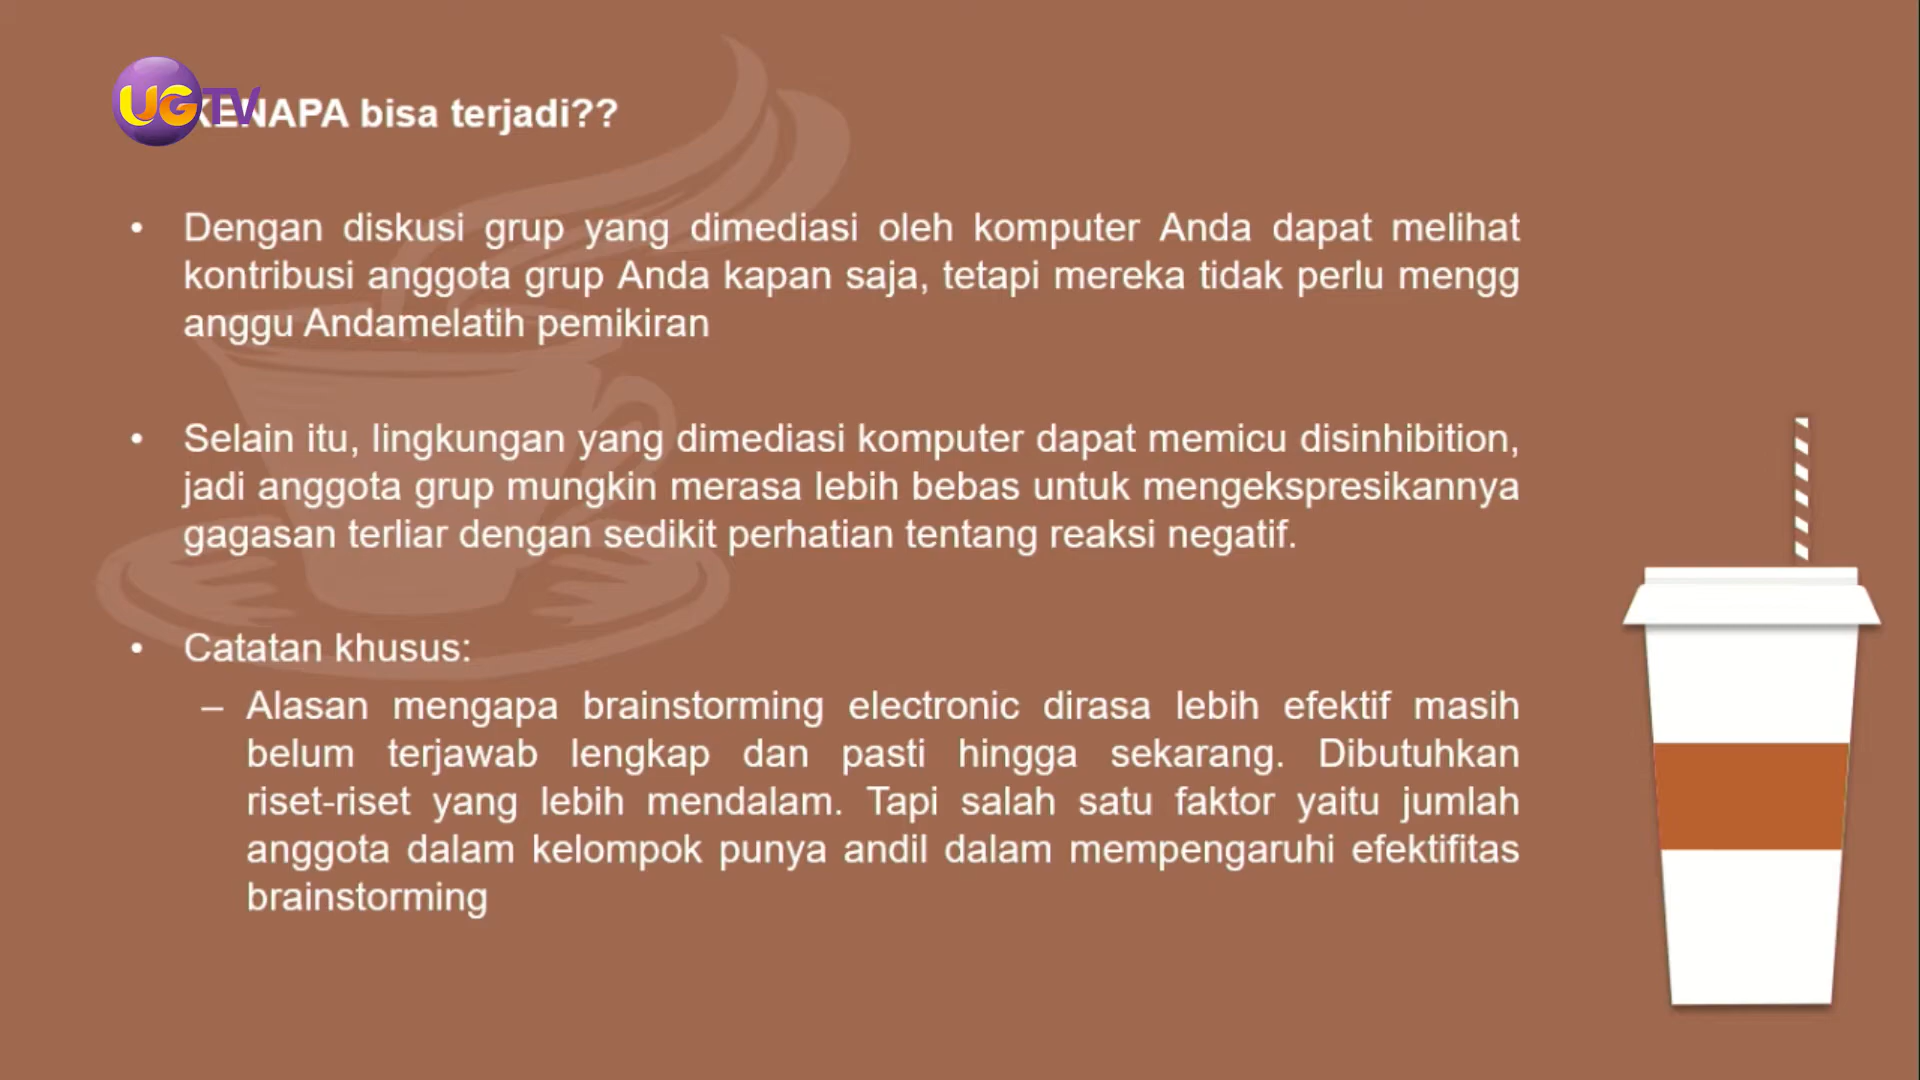 UGTV
KENAPA bisa terjadi??
• Dengan diskusi grup yang dimediasi oleh komputer Anda dapat melihat
kontribusi anggota grup Anda kapan saja, tetapi mereka tidak perlu mengg
anggu Andamelatih pemikiran
• Selain itu, lingkungan yang dimediasi komputer dapat memicu disinhibition,
jadi anggota grup mungkin merasa lebih bebas untuk mengekspresikannya
gagasan terliar dengan sedikit perhatian tentang reaksi negatif.
• Catatan khusus:
– Alasan mengapa brainstorming electronic dirasa lebih efektif masih
belum terjawab lengkap dan pasti hingga sekarang. Dibutuhkan
riset-riset yang lebih mendalam. Tapi salah satu faktor yaitu jumlah
anggota dalam kelompok punya andil dalam mempengaruhi efektifitas
brainstorming